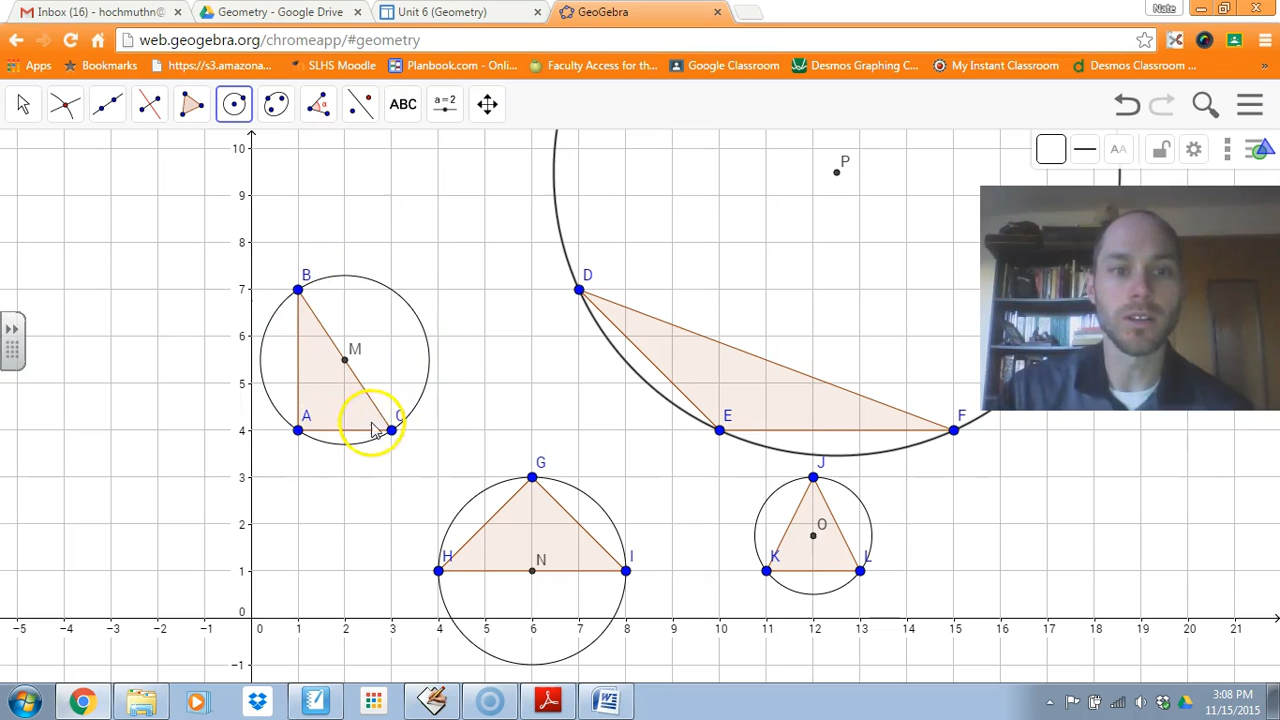 Inbox (16) - hochmuthn@
Geometry - Google Drive
Unit 6 (Geometry)
GeoGebra
Nate
web.geogebra.org/chromeapp/#geometry
Apps
Bookmarks
https://s3.amazona...
SLHS Moodle
Planbook.com - Onl...
Faculty Access for th...
Google Classroom
Desmos Graphing C...
My Instant Classroom
Desmos Classroom ...
ABC
a=2
AA
10
P
9
8
B
D
7
6
M
5
A
C
E
F
4
G
J
3
2
O
H
N
I
K
L
1
0
-5 -4 -3 -2 -1 0 1 2 3 4 5 6 7 8 9 10 11 12 13 14 15 16 17 18 19 20 21
-1
3:08 PM
11/15/2015